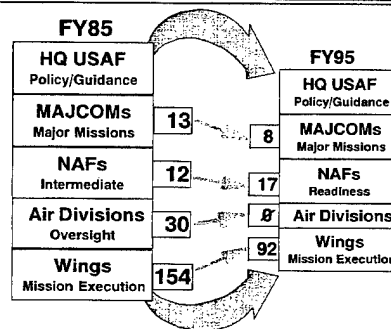 FY85
HQ USAF
Policy/Guidance
MAJCOMs
Major Missions
13
NAFs
Intermediate
12
Air Divisions
Oversight
30
Wings
Mission Execution
154
FY95
HQ USAF
Policy/Guidance
8
MAJCOMs
Major Missions
17
NAFs
Readiness
0
Air Divisions
92
Wings
Mission Execution